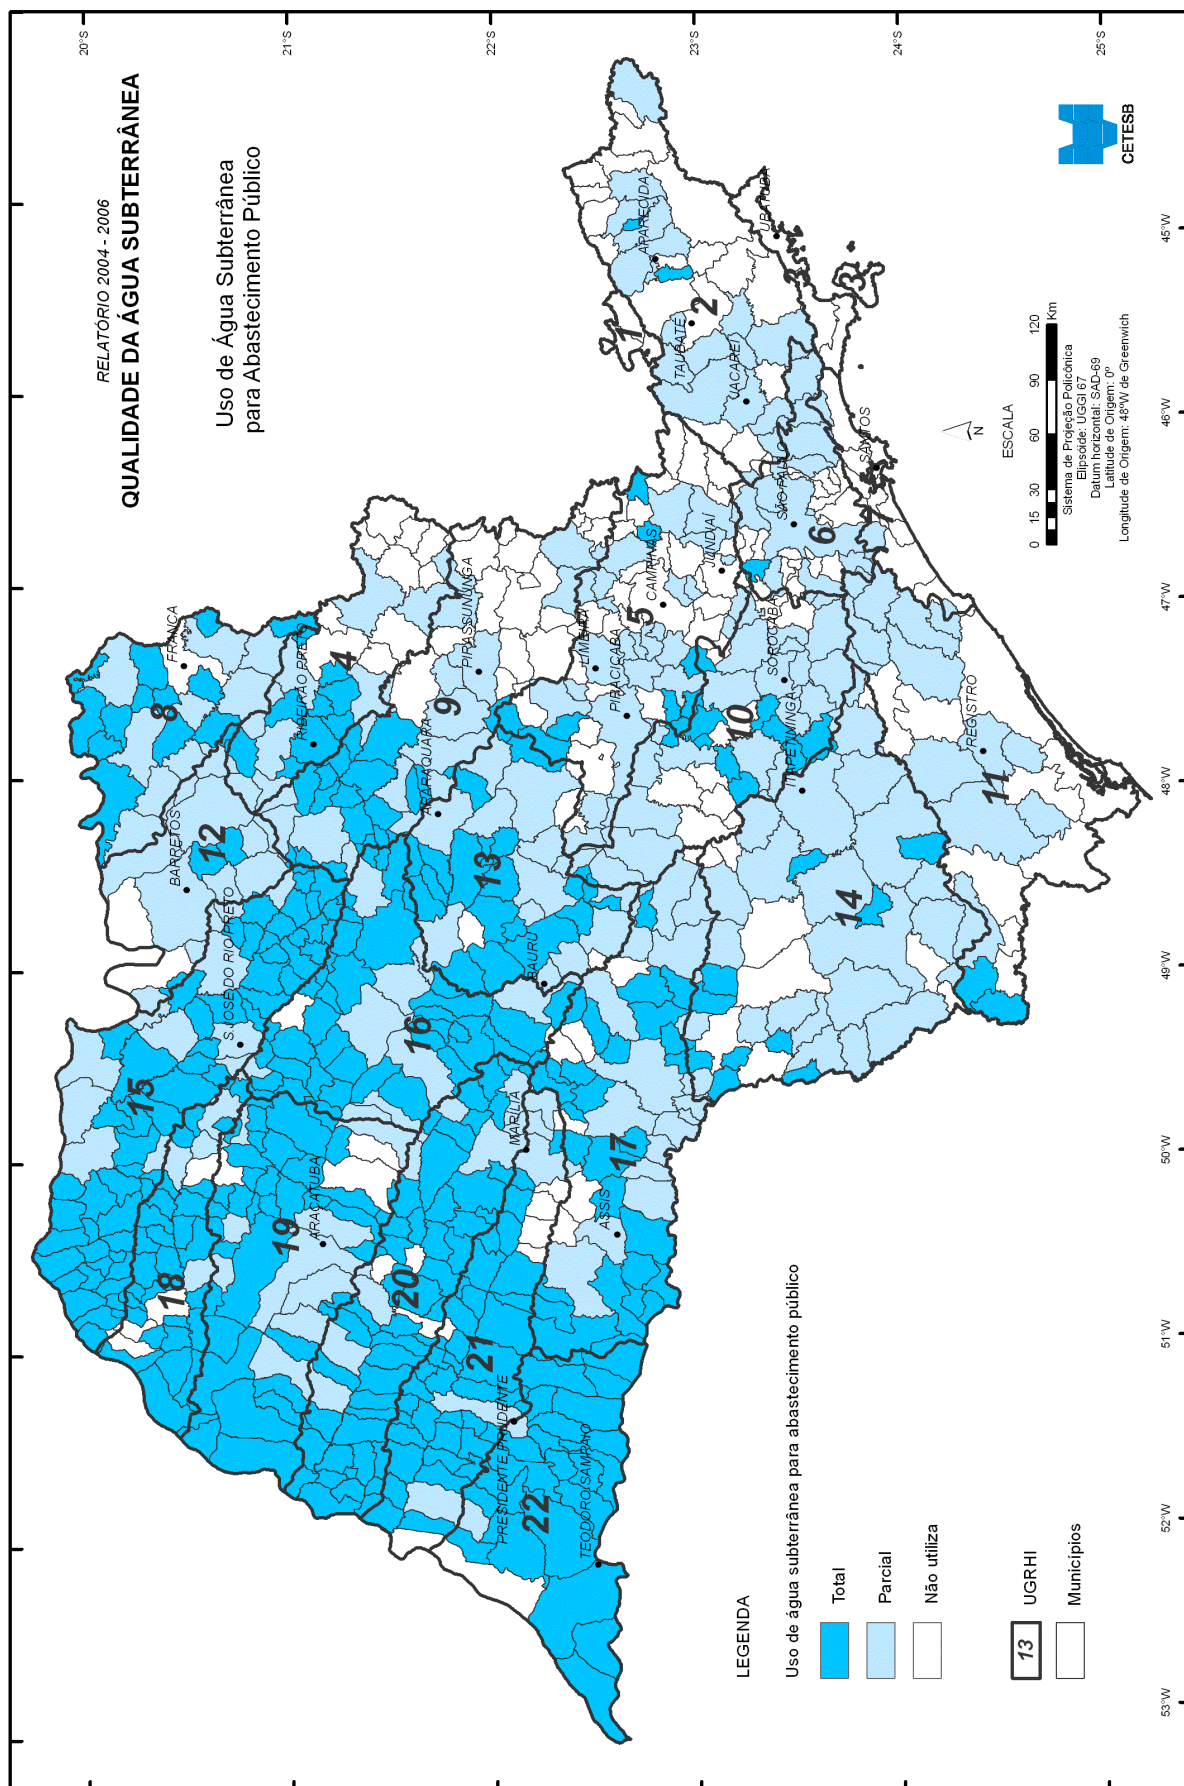 RELATÓRIO 2004 - 2006
QUALIDADE DA ÁGUA SUBTERRÂNEA
Uso de Água Subterrânea
para Abastecimento Público
20°S
21°S
22°S
23°S
24°S
25°S
53°W
52°W
51°W
50°W
49°W
48°W
47°W
46°W
45°W
FRANCA
8
BARRETOS
12
RIBEIRÃO PRETO
4
S.JOSÉ DO RIO PRETO
15
18
PIRASSUNUNGA
9
ARARAQUARA
13
16
19
ARAÇATUBA
20
BAURU
MARÍLIA
21
PRESIDENTE PRUDENTE
22
TEODORO SAMPAIO
ASSIS
17
LIMEIRA
PIRACICABA
5
CAMPINAS
JUNDIAÍ
10
SOROCABA
ITAPETININGA
14
SÃO PAULO
6
7
SANTOS
REGISTRO
11
1
TAUBATÉ
2
JACAREÍ
APARECIDA
UBATUBA
3
CETESB
N
ESCALA
0 15 30 60 90 120
Km
Sistema de Projeção Policônica
Elipsóide: UGGI 67
Datum horizontal: SAD-69
Latitude de Origem: 0º
Longitude de Origem: 48ºW de Greenwich
LEGENDA
Uso de água subterrânea para abastecimento público
Total
Parcial
Não utiliza
13 UGRHI
Municípios